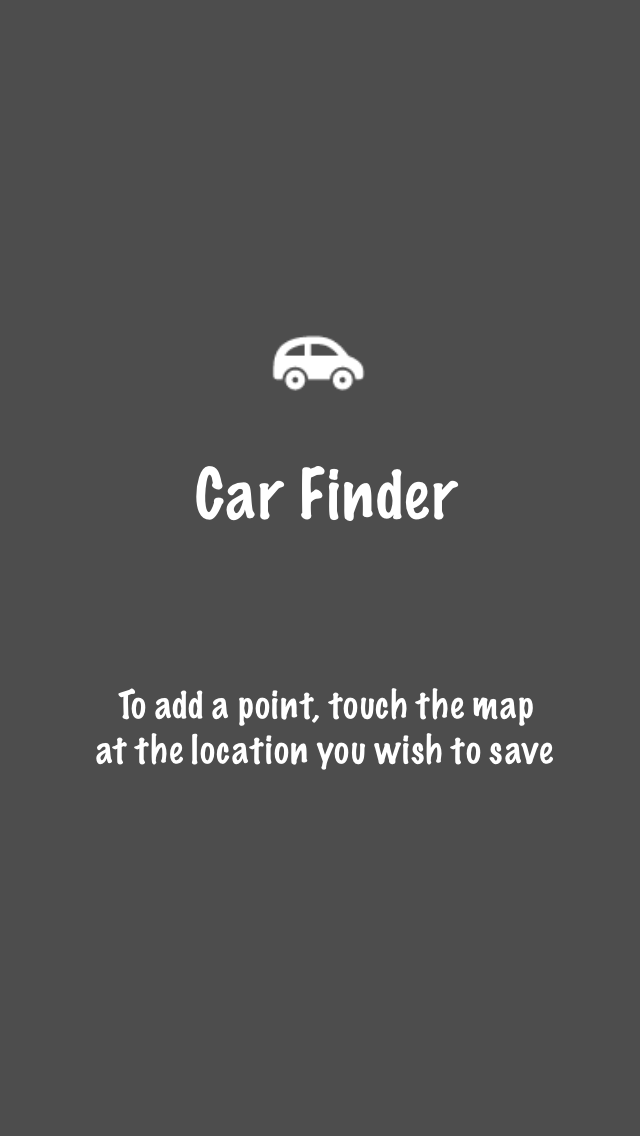 Car Finder
To add a point, touch the map
at the location you wish to save